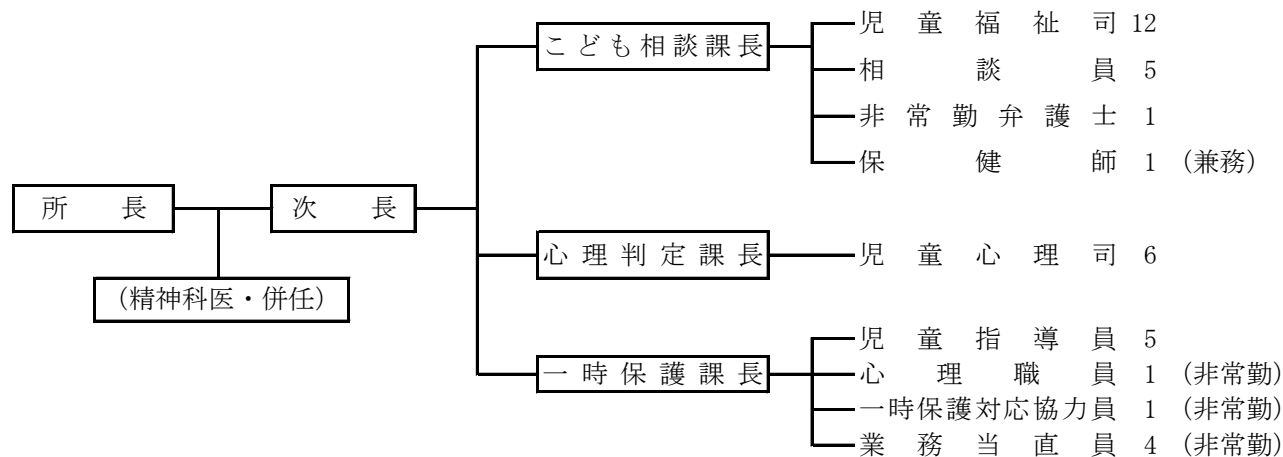 所長
次長
(精神科医・併任)
こども相談課長
児童福祉司 12
相談員 5
非常勤弁護士 1
保健師 1 (兼務)
心理判定課長
児童心理司 6
一時保護課長
児童指導員 5
心理職員 1 (非常勤)
一時保護対応協力員 1 (非常勤)
業務当直員 4 (非常勤)